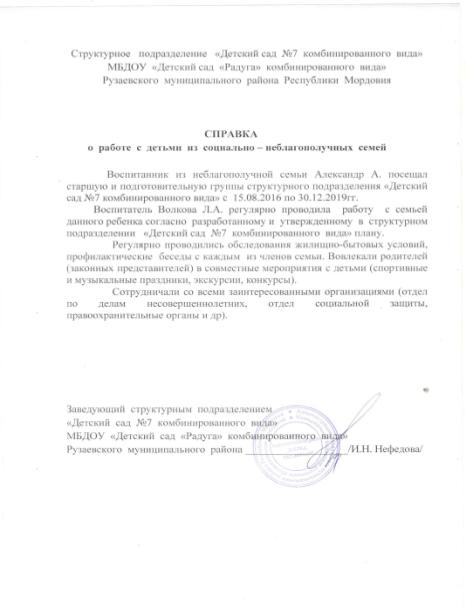 Структурное подразделение «Детский сад №7 комбинированного вида»
МБДОУ «Детский сад «Радуга» комбинированного вида»
Рузаевского муниципального района Республики Мордовия
СПРАВКА
о работе с детьми из социально – неблагополучных семей
Воспитанник из неблагополучной семьи Александр А. посещал
старшую и подготовительную группы структурного подразделения «Детский
сад №7 комбинированного вида» с 15.08.2016 по 30.12.2019гг.
Воспитатель Волкова Л.А. регулярно проводила работу с семьей
данного ребенка согласно разработанному и утвержденному в структурном
подразделении «Детский сад №7 комбинированного вида» плану.
Регулярно проводились обследования жилищно-бытовых условий,
профилактические беседы с каждым из членов семьи. Вовлекали родителей
(законных представителей) в совместные мероприятия с детьми (спортивные
и музыкальные праздники, экскурсии, конкурсы).
Сотрудничали со всеми заинтересованными организациями (отдел
по делам несовершеннолетних, отдел социальной защиты,
правоохранительные органы и др).
Заведующий структурным подразделением
«Детский сад №7 комбинированного вида»
МБДОУ «Детский сад «Радуга» комбинированного вида»
Рузаевского муниципального района /И.Н. Нефедова/